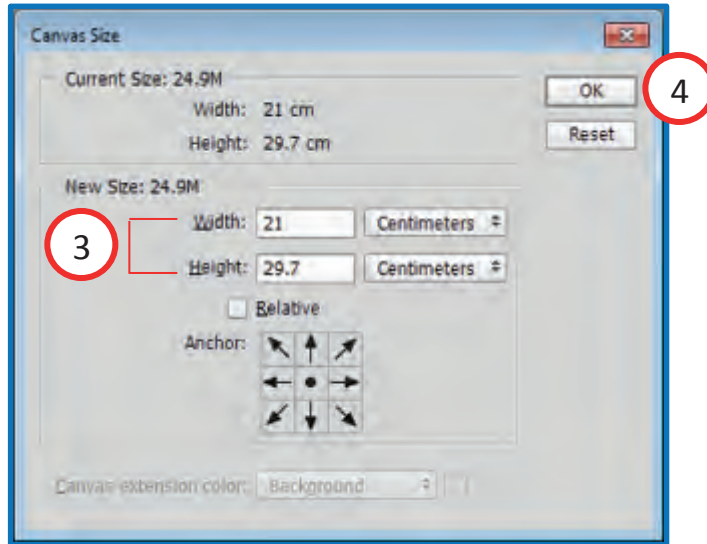 Canvas Size
Current Size: 24.9M
Width: 21 cm
Height: 29.7 cm
OK
4
Reset
New Size: 24.9M
3
Width: 21 Centimeters
Height: 29.7 Centimeters
Relative
Anchor:
Canvas extension color: Background